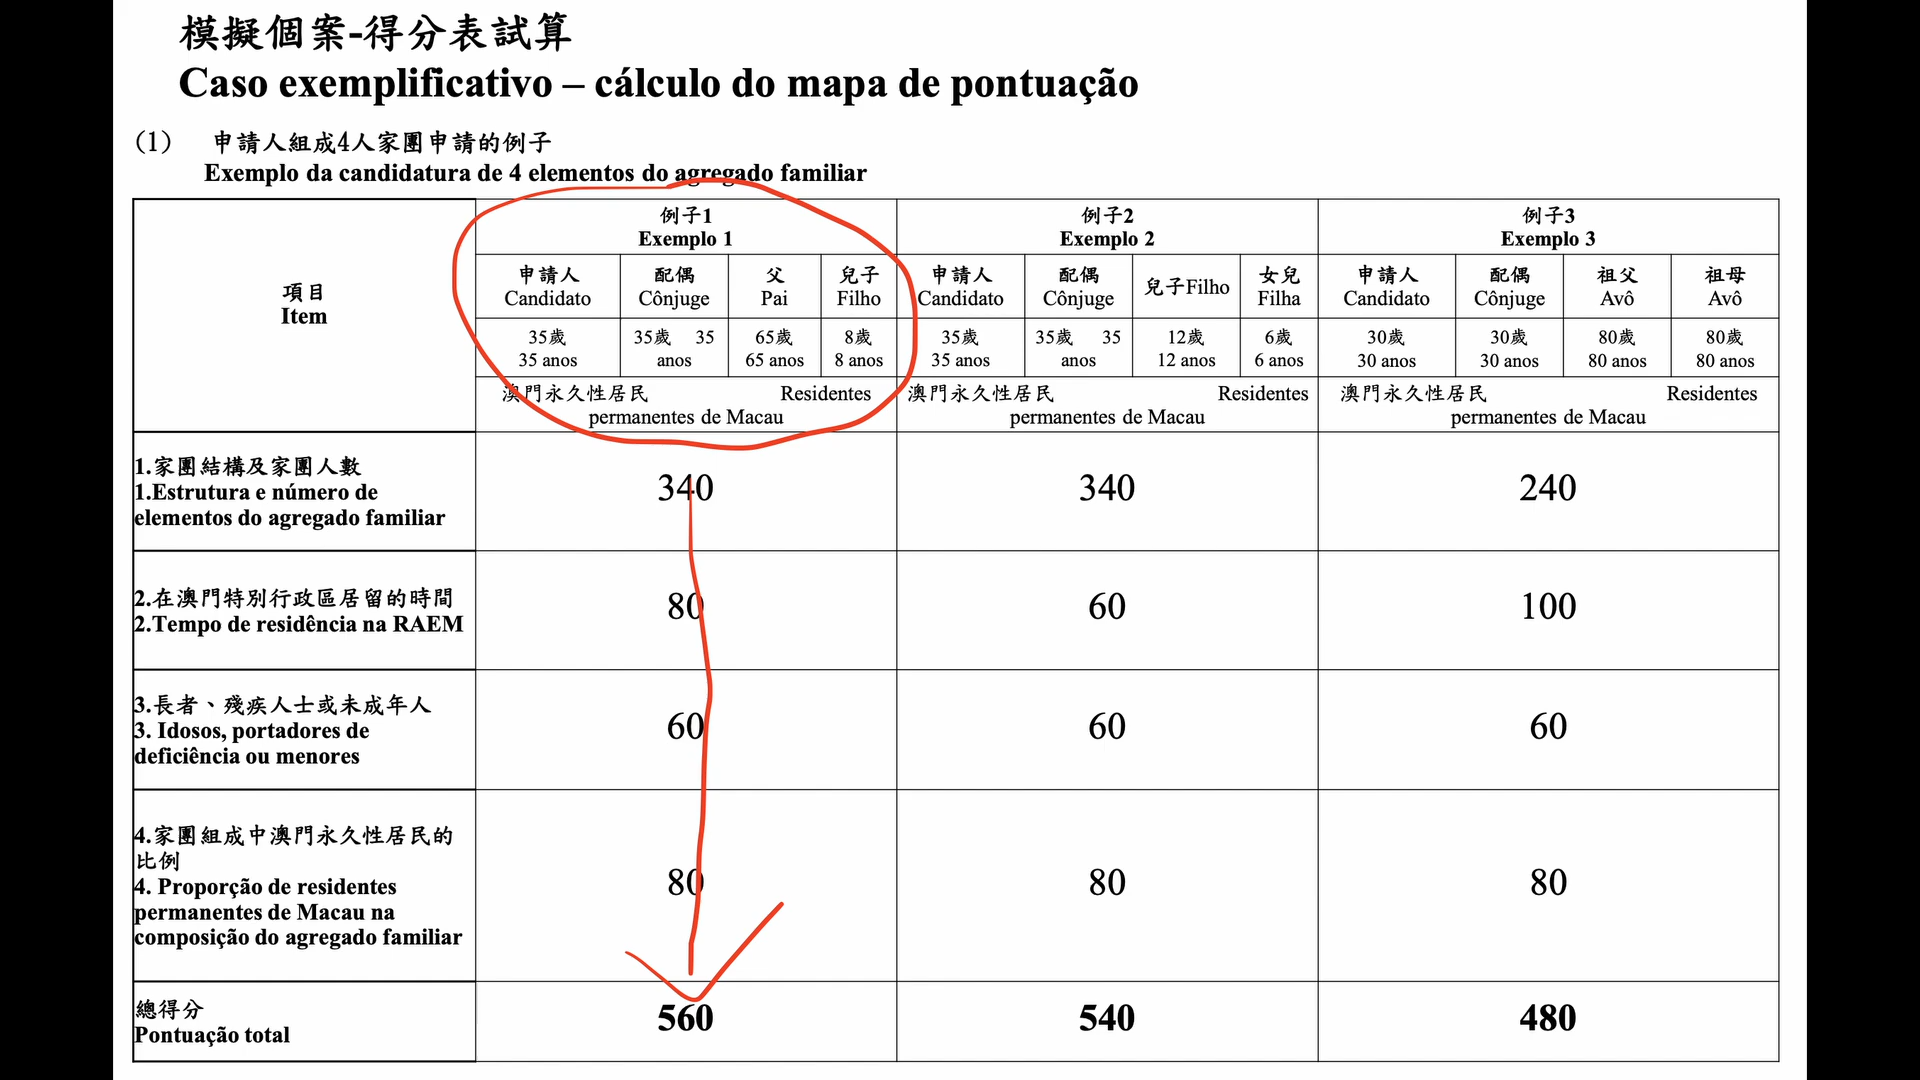 模擬個案-得分表試算
Caso exemplificativo – cálculo do mapa de pontuação
(1) 申請人組成4人家團申請的例子
Exemplo da candidatura de 4 elementos do agregado familiar
項目
Item
例子1
Exemplo 1
例子2
Exemplo 2
例子3
Exemplo 3
申請人
Candidato
配偶
Cônjuge
父
Pai
兒子
Filho
申請人
Candidato
配偶
Cônjuge
兒子Filho
女兒
Filha
申請人
Candidato
配偶
Cônjuge
祖父
Avô
祖母
Avô
35歲
35 anos
35歲 35
anos
65歲
65 anos
8歲
8 anos
35歲
35 anos
35歲 35
anos
12歲
12 anos
6歲
6 anos
30歲
30 anos
30歲
30 anos
80歲
80 anos
80歲
80 anos
澳門永久性居民 Residentes
permanentes de Macau
澳門永久性居民 Residentes
permanentes de Macau
澳門永久性居民 Residentes
permanentes de Macau
1.家團結構及家團人數
1.Estrutura e número de
elementos do agregado familiar
340
340
240
2.在澳門特別行政區居留的時間
2.Tempo de residência na RAEM
80
60
100
3.長者、殘疾人士或未成年人
3. Idosos, portadores de
deficiência ou menores
60
60
60
4.家團組成中澳門永久性居民的
比例
4. Proporção de residentes
permanentes de Macau na
composição do agregado familiar
80
80
80
總得分
Pontuação total
560
540
480